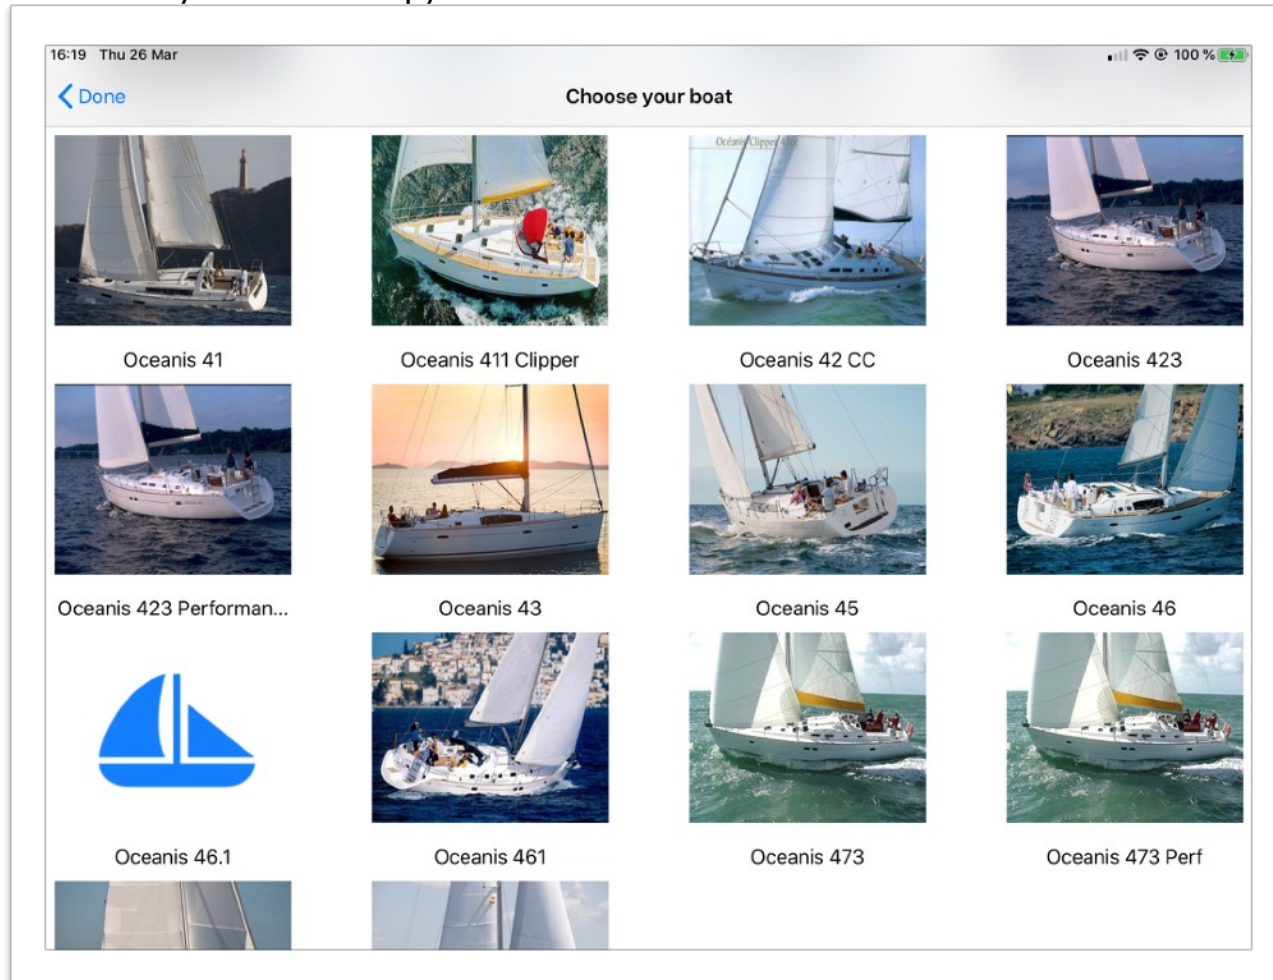 16:19 Thu 26 Mar
100 %
Done
Choose your boat
Océanis Clipper
Oceanis 41
Oceanis 411 Clipper
Oceanis 42 CC
Oceanis 423
Oceanis 423 Performan...
Oceanis 43
Oceanis 45
Oceanis 46
Oceanis 46.1
Oceanis 461
Oceanis 473
Oceanis 473 Perf